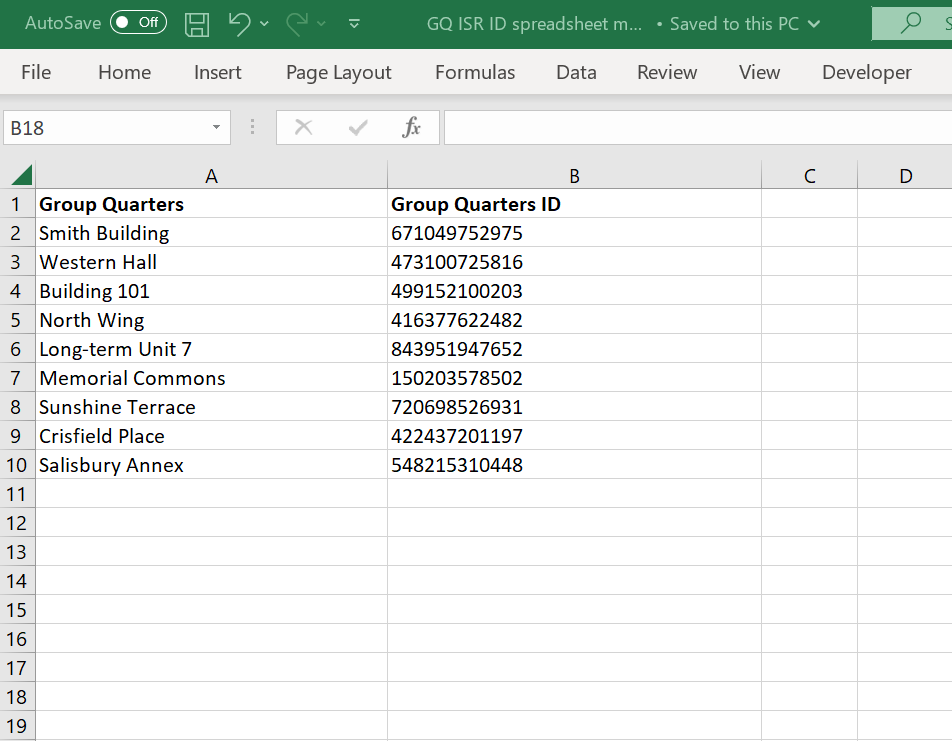 AutoSave Off GQ ISR ID spreadsheet m... • Saved to this PC S
File Home Insert Page Layout Formulas Data Review View Developer
B18 fx
A B C D
1 Group Quarters Group Quarters ID
2 Smith Building 671049752975
3 Western Hall 473100725816
4 Building 101 499152100203
5 North Wing 416377622482
6 Long-term Unit 7 843951947652
7 Memorial Commons 150203578502
8 Sunshine Terrace 720698526931
9 Crisfield Place 422437201197
10 Salisbury Annex 548215310448
11
12
13
14
15
16
17
18
19